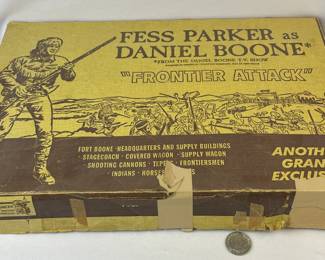 FESS PARKER as
DANIEL BOONE*
*FROM THE DANIEL BOONE T.V. SHOW
"FRONTIER ATTACK"
FORT BOONE-HEADQUARTERS AND SUPPLY BUILDINGS
STAGECOACH · COVERED WAGON · SUPPLY WAGON
SHOOTING CANNONS · TEPEES · FRONTIERSMEN
INDIANS · HORSES
ANOTH
GRAN
EXCLUS